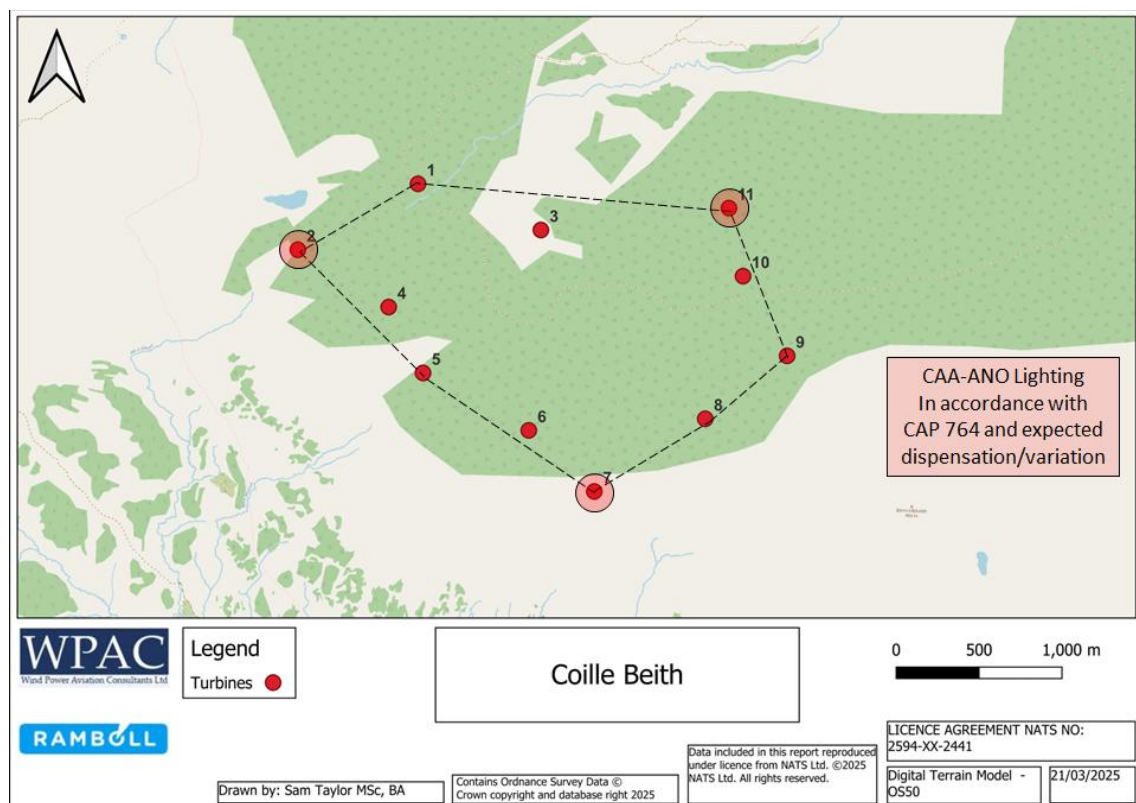 1
11
3
2
10
4
9
5
8
6
7
CAA-ANO Lighting
In accordance with
CAP 764 and expected
dispensation/variation
WPAC
Wind Power Aviation Consultants Ltd
RAMBOLL
Legend
Turbines
Coille Beith
0 500 1,000 m
Drawn by: Sam Taylor MSc, BA
Contains Ordnance Survey Data ©
Crown copyright and database right 2025
Data included in this report reproduced
under licence from NATS Ltd. ©2025
NATS Ltd. All rights reserved.
LICENCE AGREEMENT NATS NO:
2594-XX-2441
Digital Terrain Model -
OS50
21/03/2025